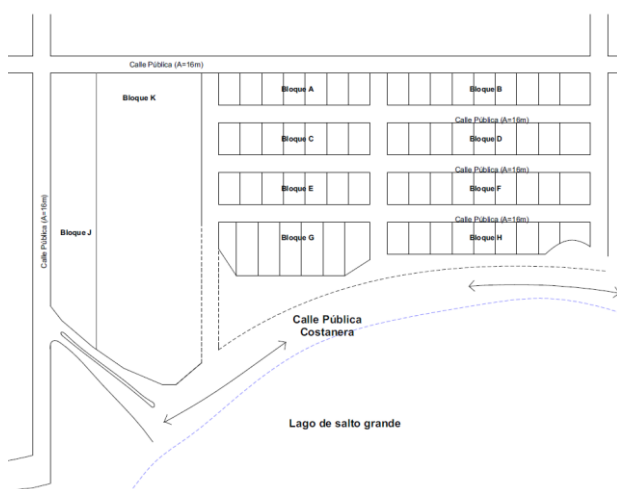 Calle Pública (A=16m)
Bloque K
Bloque A
Bloque B
Calle Pública (A=16m)
Bloque C
Bloque D
Calle Pública (A=16m)
Bloque E
Bloque F
Calle Pública (A=16m)
Calle Pública (A=16m)
Bloque J
Bloque G
Bloque H
Calle Pública
Costanera
Lago de salto grande